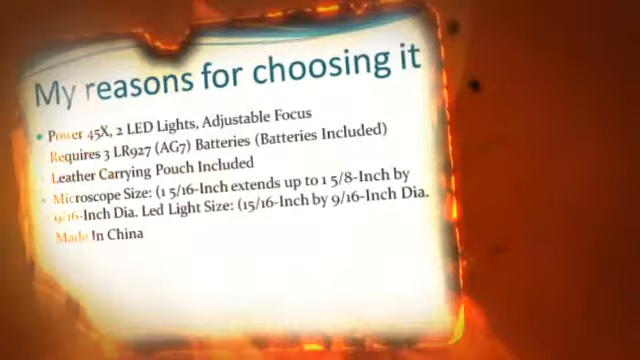 My reasons for choosing it
Power 45X, 2 LED Lights, Adjustable Focus
Requires 3 LR927 (AG7) Batteries (Batteries Included)
Leather Carrying Pouch Included
Microscope Size: (1 5/16-Inch extends up to 1 5/8-Inch by
9/16-Inch Dia. Led Light Size: (15/16-Inch by 9/16-Inch Dia.
Made In China